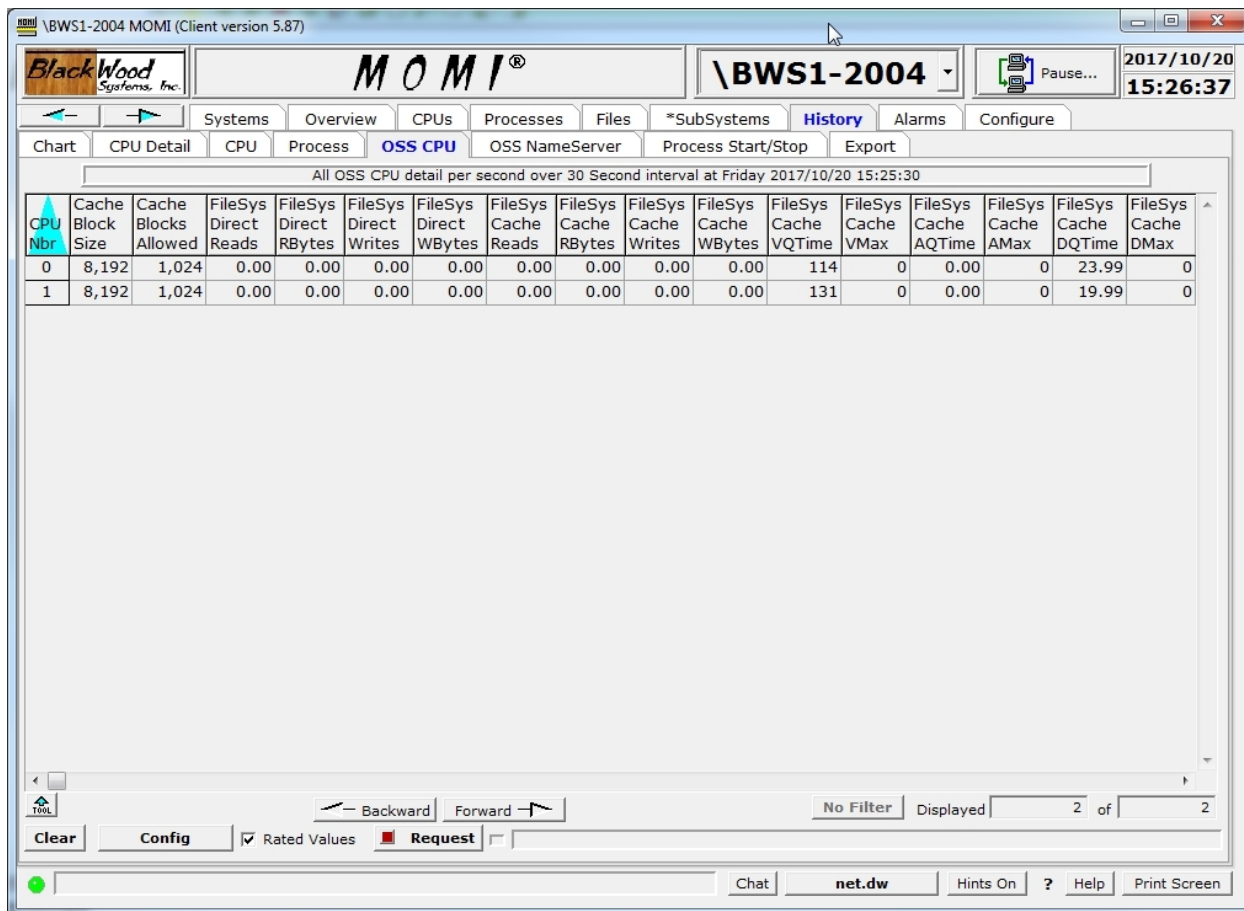 MOMI \BWS1-2004 MOMI (Client version 5.87)
BlackWood Systems, Inc. MOMI® \BWS1-2004 Pause... 2017/10/20
15:26:37
Systems Overview CPUs Processes Files *SubSystems History Alarms Configure
Chart CPU Detail CPU Process OSS CPU OSS NameServer Process Start/Stop Export
All OSS CPU detail per second over 30 Second interval at Friday 2017/10/20 15:25:30
Cache Cache FileSys FileSys FileSys FileSys FileSys FileSys FileSys FileSys FileSys FileSys FileSys FileSys FileSys FileSys
CPU Block Blocks Direct Direct Direct Direct Cache Cache Cache Cache Cache Cache Cache Cache Cache Cache
Nbr Size Allowed Reads RBytes Writes WBytes Reads RBytes Writes WBytes VQTime VMax AQTime AMax DQTime DMax
0 8,192 1,024 0.00 0.00 0.00 0.00 0.00 0.00 0.00 0.00 114 0 0.00 0 23.99 0
1 8,192 1,024 0.00 0.00 0.00 0.00 0.00 0.00 0.00 0.00 131 0 0.00 0 19.99 0
TOOL Backward Forward No Filter Displayed 2 of 2
Clear Config Rated Values Request
Chat net.dw Hints On ? Help Print Screen